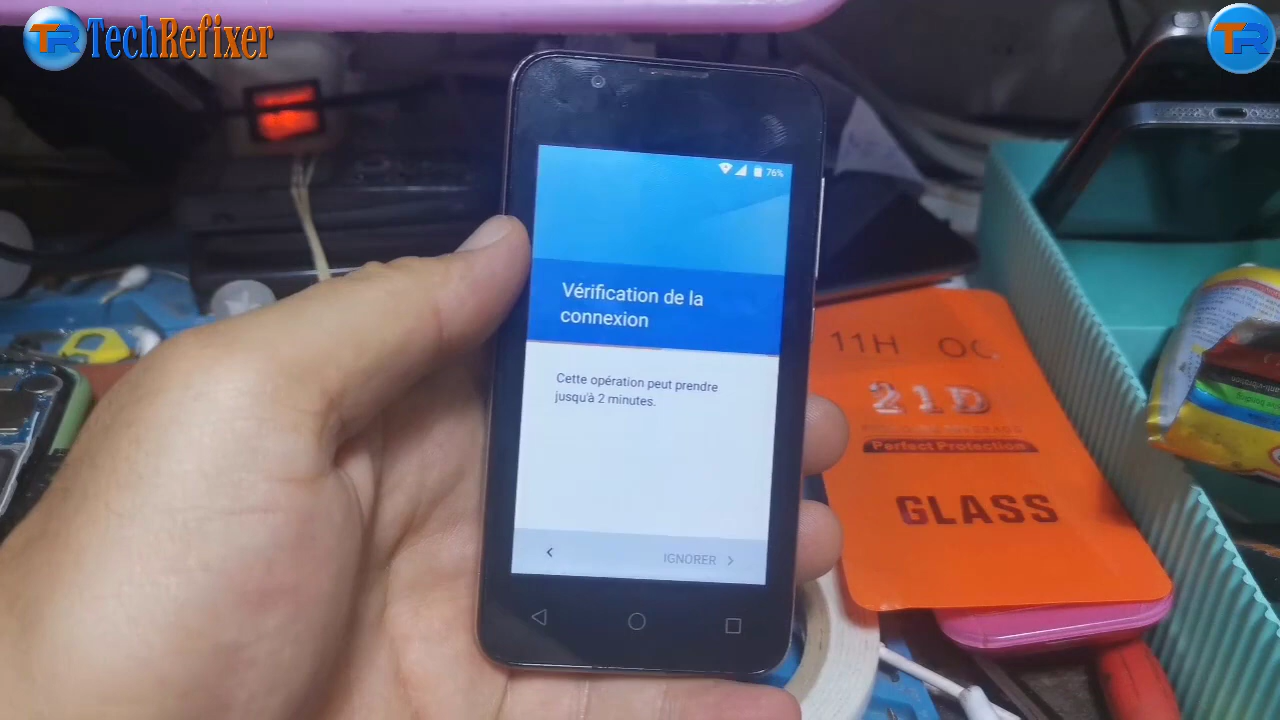 TR TechRefixer
TR
76%
Vérification de la
connexion
Cette opération peut prendre
jusqu'à 2 minutes.
IGNORER
11H
21D
Perfect Protection
GLASS